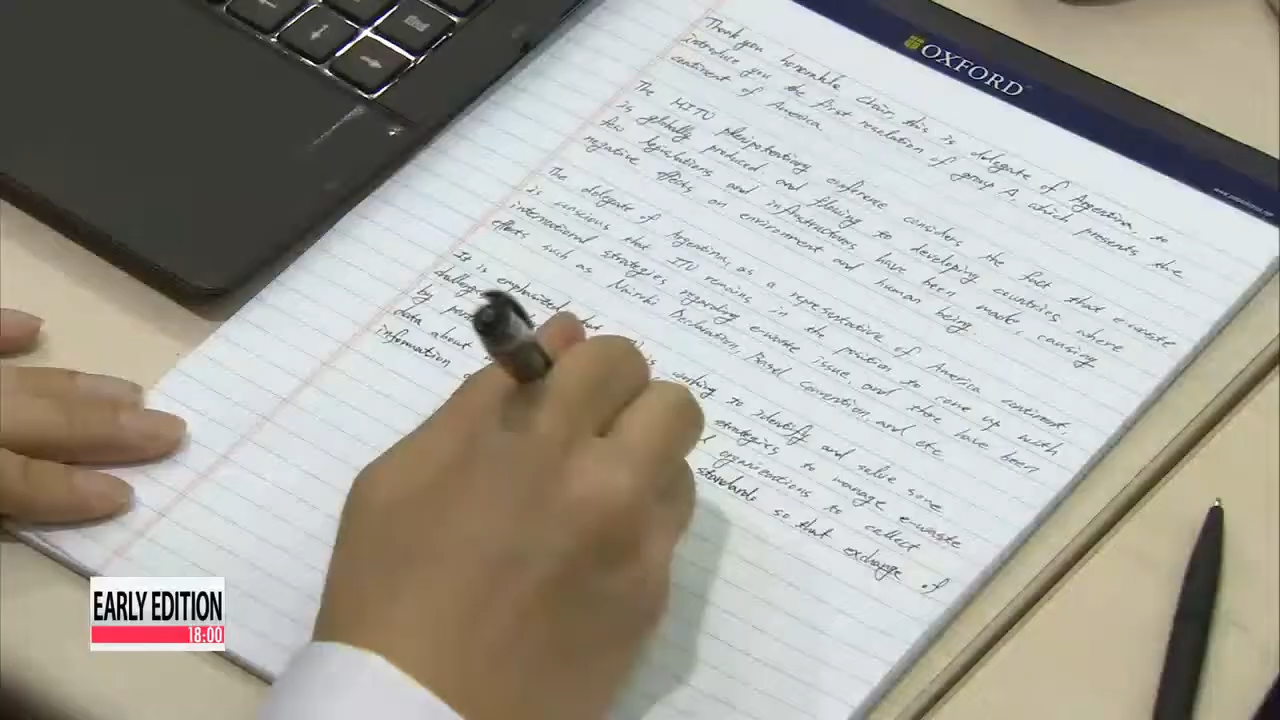 OXFORD
Thank you honorable chair, this is delegate of Argentina, to
introduce you the first resolution of group A, which presents the
continent of America
The MITU plenipotentiary conference considers the fact that e-waste
is globally produced and flowing to developing countries where
few legislations and infrastructures have been made, causing
negative effects on environment and human being.
The delegate of Argentina, as a representative of America continent,
is conscious that ITU remains in the position to come up with
international strategies regarding e-waste issue, and there have been
efforts such as Nairobi Declaration, Basel Convention, and etc
It is emphasized that is working to identify and solve some
strategies to manage e-waste
by organizations to collect
data about standards so that exchange of
information
EARLY EDITION
18:00